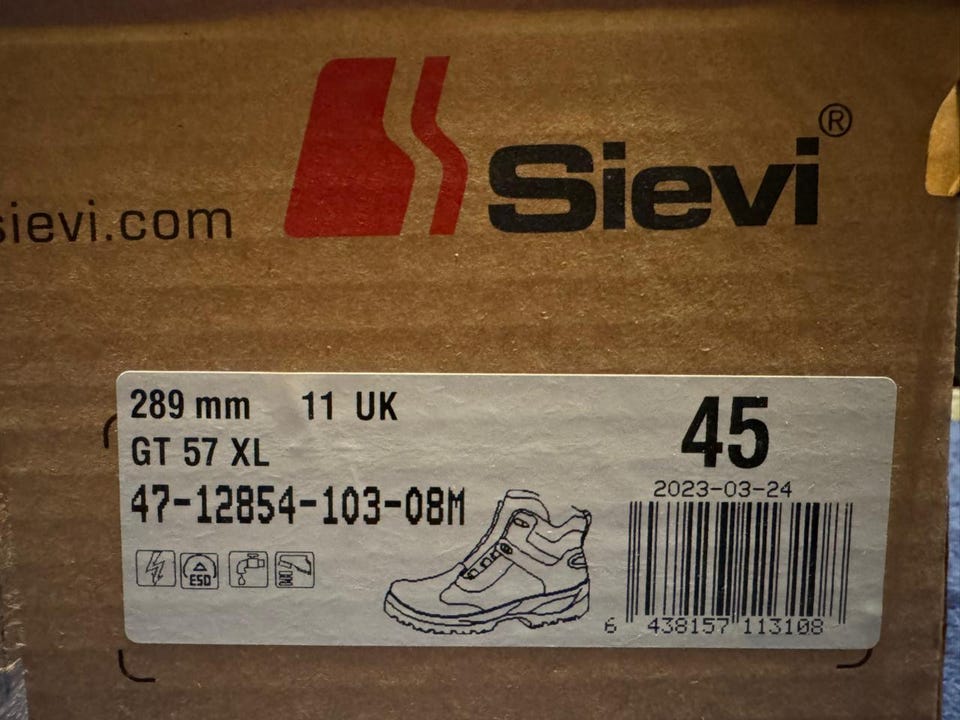 Sievi®
sievi.com
289 mm 11 UK
GT 57 XL
47-12854-103-08M
45
2023-03-24
ESD
6 438157 113108